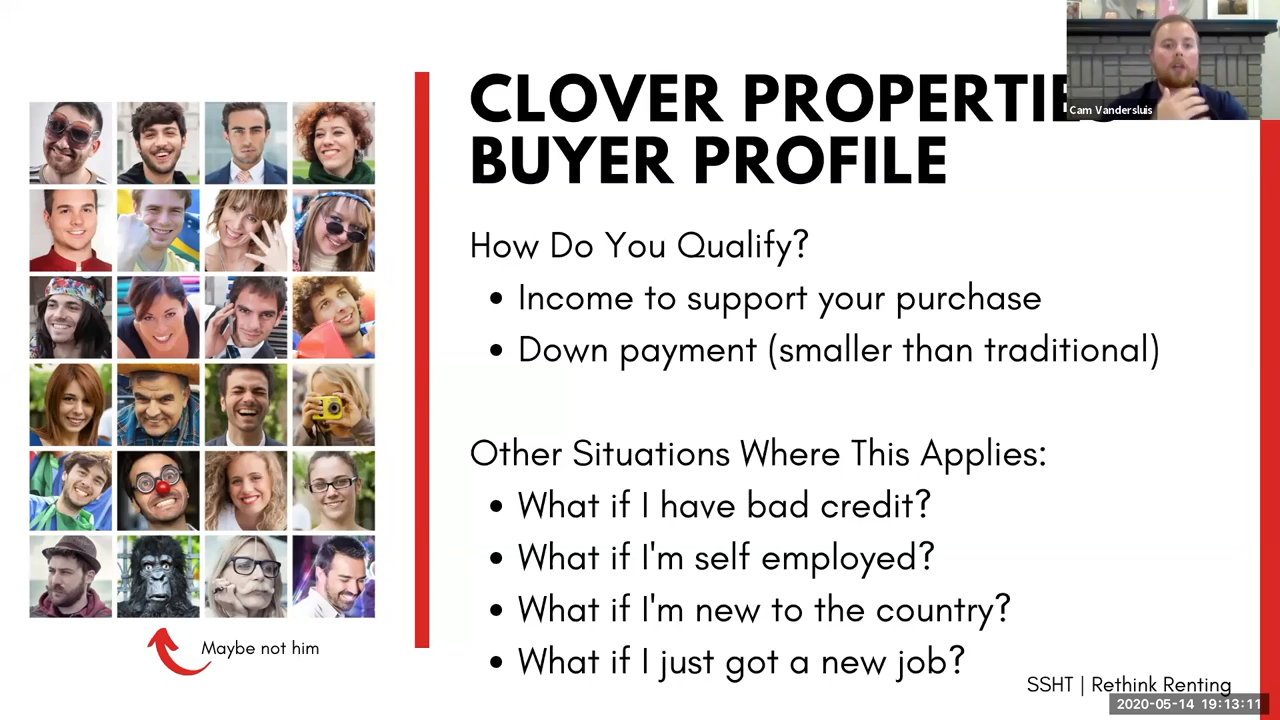 CLOVER PROPERTIE
BUYER PROFILE
Cam Vandersluis
How Do You Qualify?
• Income to support your purchase
• Down payment (smaller than traditional)
Other Situations Where This Applies:
• What if I have bad credit?
• What if I'm self employed?
• What if I'm new to the country?
• What if I just got a new job?
Maybe not him
SSHT | Rethink Renting
2020-05-14 19:13:11